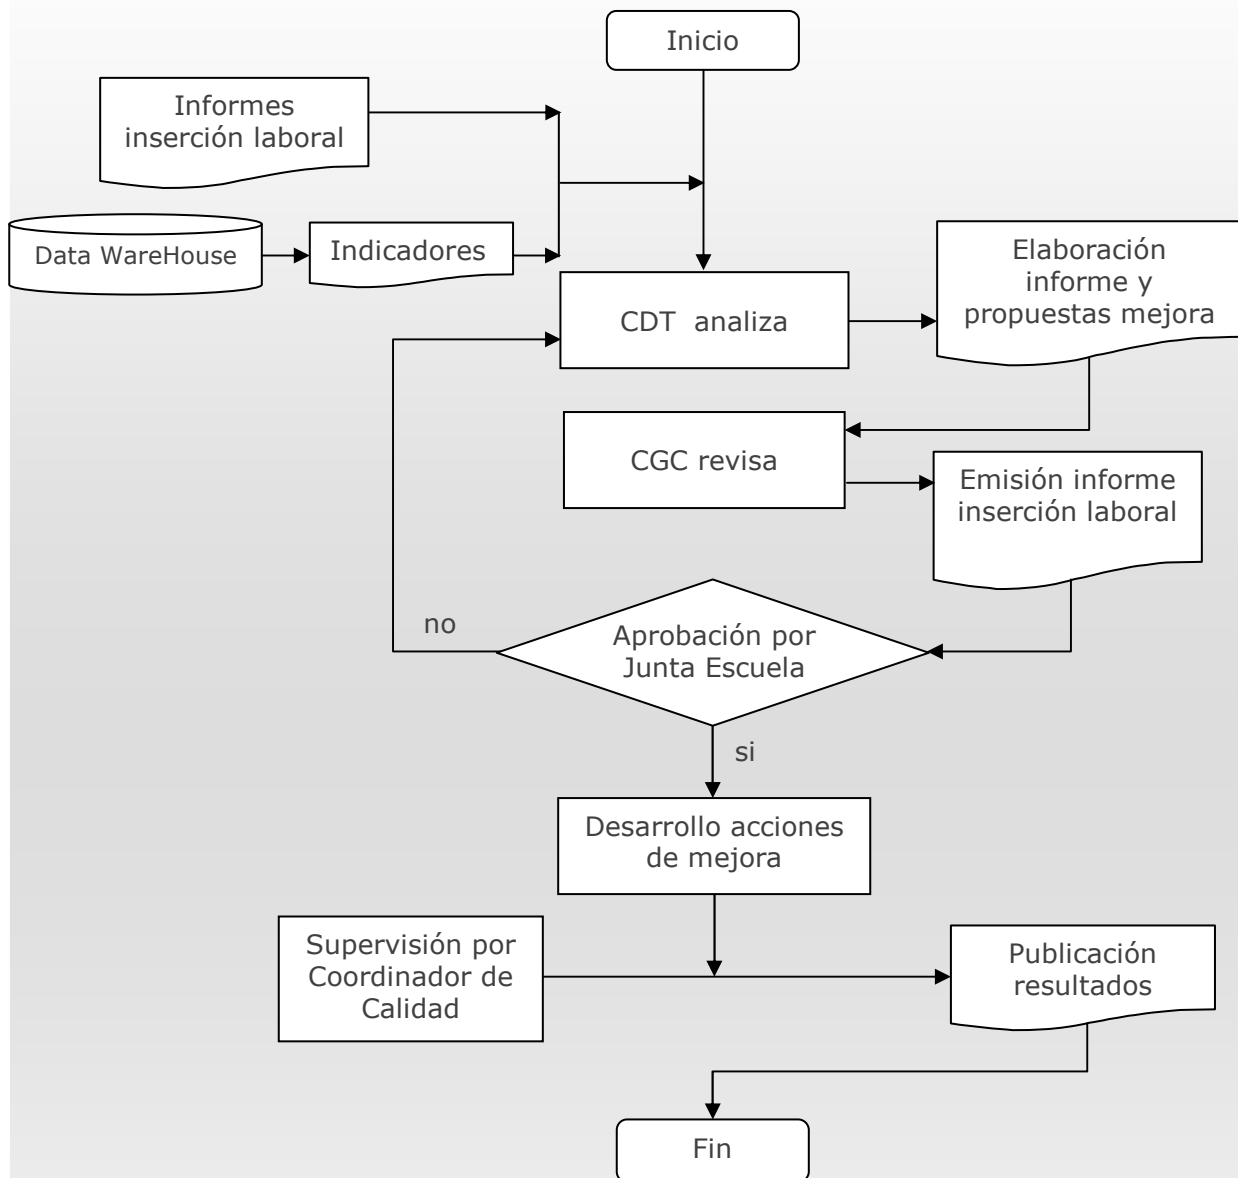 Inicio
Informes
inserción laboral
Data WareHouse
Indicadores
Elaboración
informe y
propuestas mejora
CDT  analiza
CGC revisa
Emisión informe
inserción laboral
no
Aprobación por
Junta Escuela
si
Desarrollo acciones
de mejora
Supervisión por
Coordinador de
Calidad
Publicación
resultados
Fin